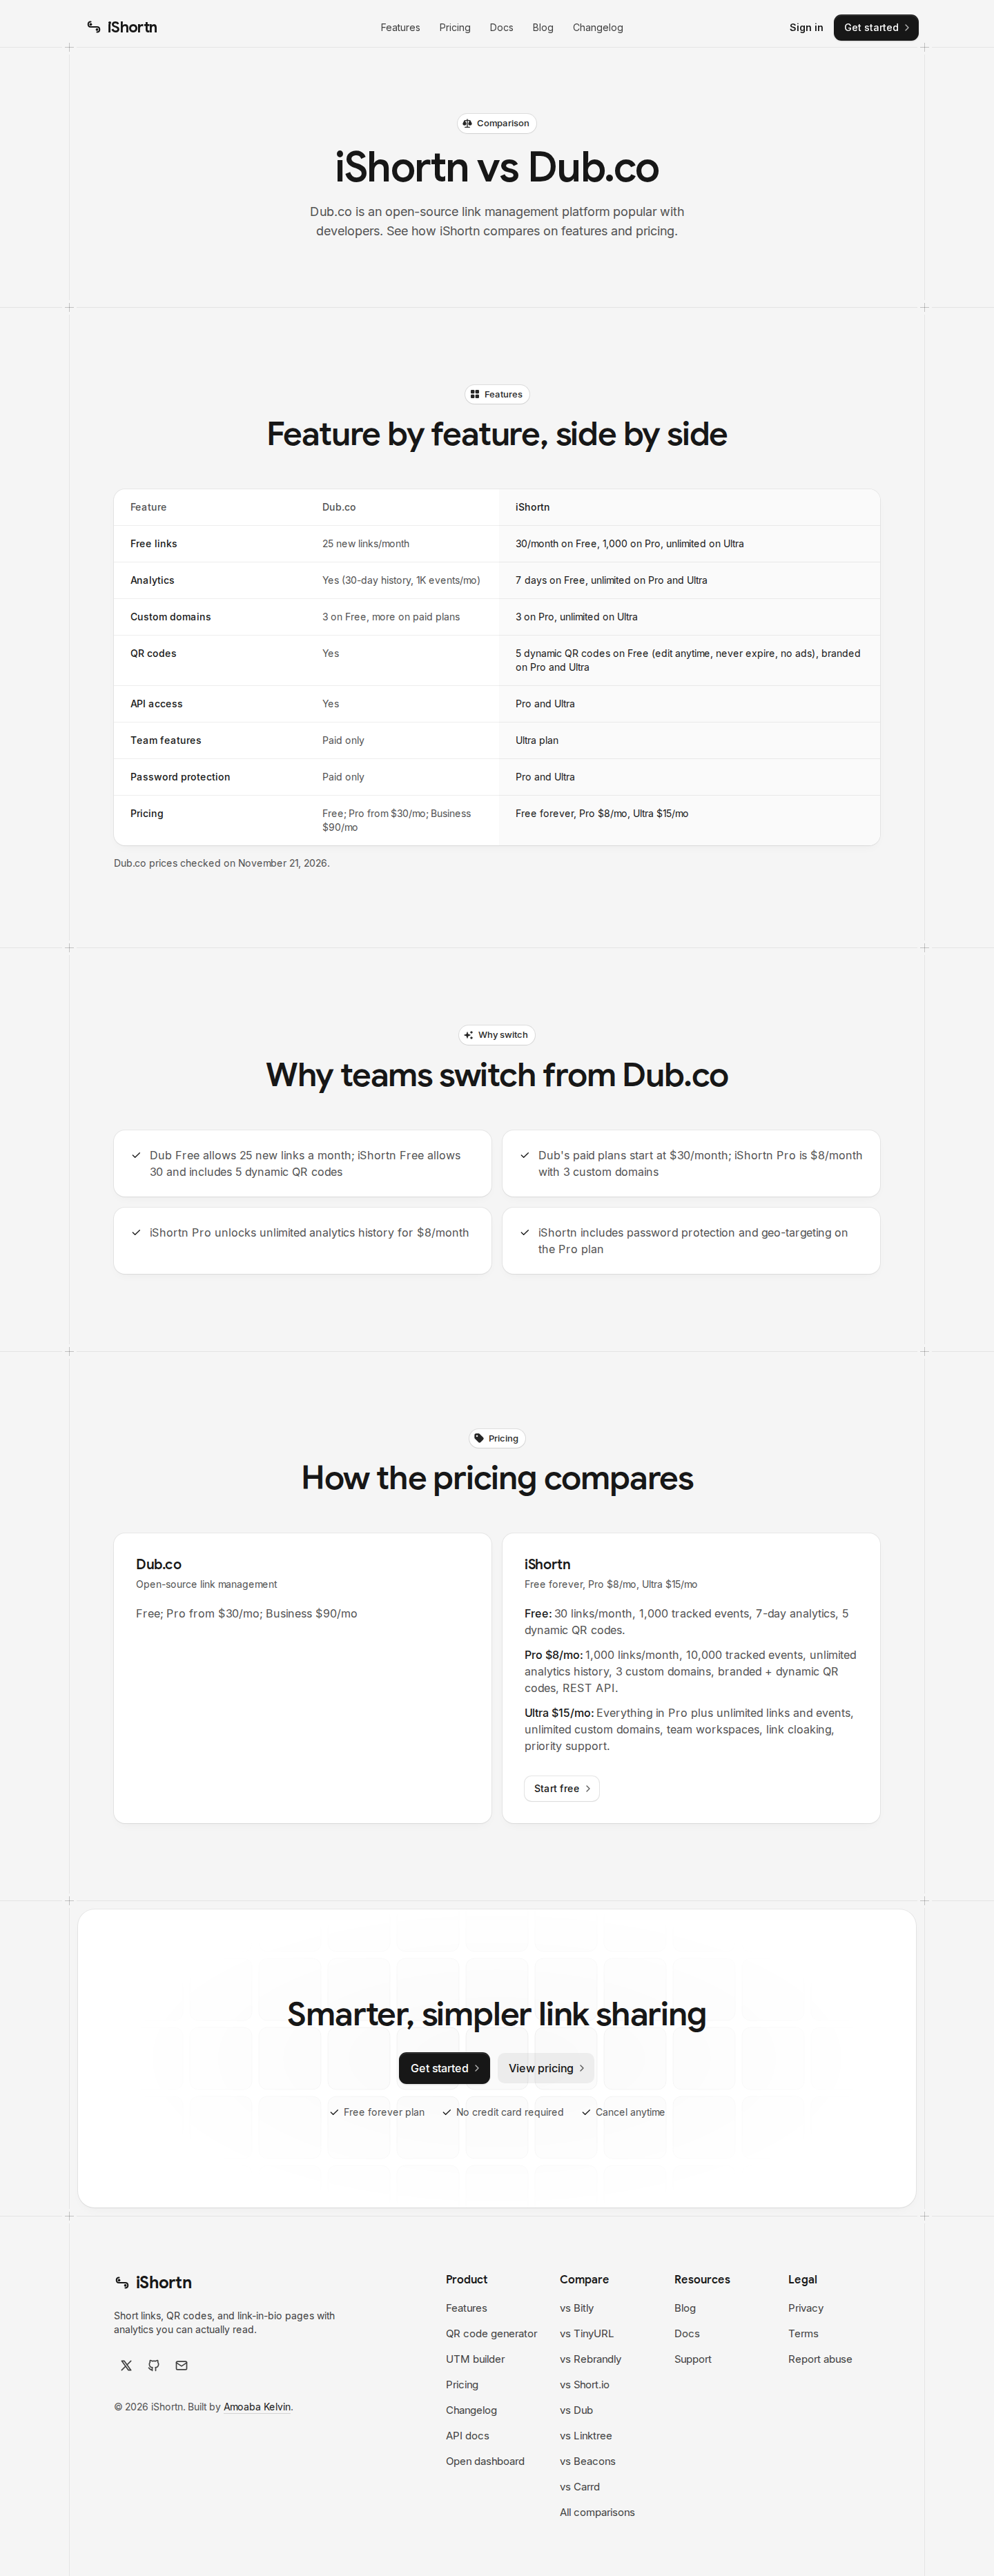 iShortn
Features Pricing Docs Blog Changelog
Sign in Get started
Comparison
iShortn vs Dub.co
Dub.co is an open-source link management platform popular with
developers. See how iShortn compares on features and pricing.
Features
Feature by feature, side by side
Feature Dub.co iShortn
Free links 25 new links/month 30/month on Free, 1,000 on Pro, unlimited on Ultra
Analytics Yes (30-day history, 1K events/mo) 7 days on Free, unlimited on Pro and Ultra
Custom domains 3 on Free, more on paid plans 3 on Pro, unlimited on Ultra
QR codes Yes 5 dynamic QR codes on Free (edit anytime, never expire, no ads), branded
on Pro and Ultra
API access Yes Pro and Ultra
Team features Paid only Ultra plan
Password protection Paid only Pro and Ultra
Pricing Free; Pro from $30/mo; Business Free forever, Pro $8/mo, Ultra $15/mo
$90/mo
Dub.co prices checked on November 21, 2026.
Why switch
Why teams switch from Dub.co
Dub Free allows 25 new links a month; iShortn Free allows
30 and includes 5 dynamic QR codes
Dub's paid plans start at $30/month; iShortn Pro is $8/month
with 3 custom domains
iShortn Pro unlocks unlimited analytics history for $8/month
iShortn includes password protection and geo-targeting on
the Pro plan
Pricing
How the pricing compares
Dub.co
Open-source link management
Free; Pro from $30/mo; Business $90/mo
iShortn
Free forever, Pro $8/mo, Ultra $15/mo
Free: 30 links/month, 1,000 tracked events, 7-day analytics, 5
dynamic QR codes.
Pro $8/mo: 1,000 links/month, 10,000 tracked events, unlimited
analytics history, 3 custom domains, branded + dynamic QR
codes, REST API.
Ultra $15/mo: Everything in Pro plus unlimited links and events,
unlimited custom domains, team workspaces, link cloaking,
priority support.
Start free
Smarter, simpler link sharing
Get started View pricing
Free forever plan No credit card required Cancel anytime
iShortn
Short links, QR codes, and link-in-bio pages with
analytics you can actually read.
© 2026 iShortn. Built by Amoaba Kelvin.
Product
Features
QR code generator
UTM builder
Pricing
Changelog
API docs
Open dashboard
Compare
vs Bitly
vs TinyURL
vs Rebrandly
vs Short.io
vs Dub
vs Linktree
vs Beacons
vs Carrd
All comparisons
Resources
Blog
Docs
Support
Legal
Privacy
Terms
Report abuse